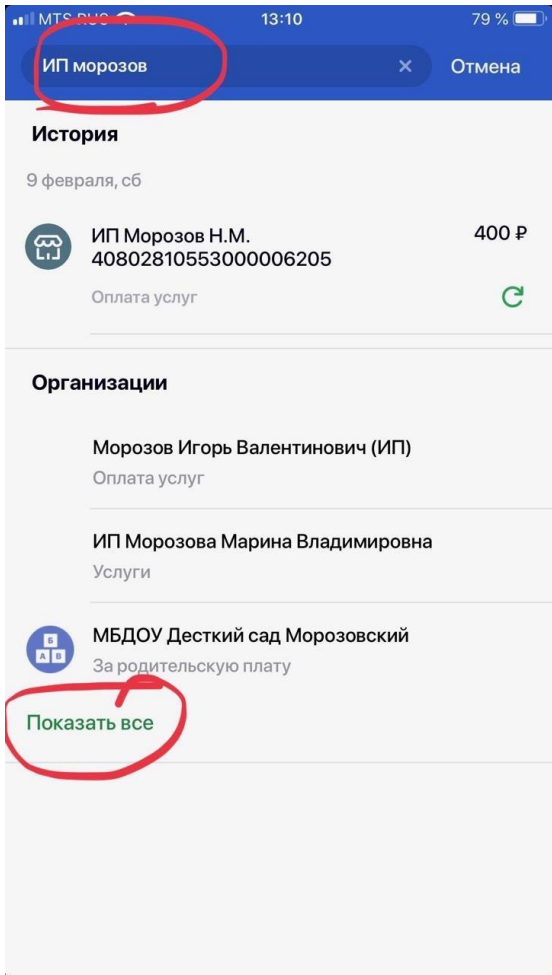 MTS RUS 13:10 79 %
ИП морозов × Отмена
История
9 февраля, сб
ИП Морозов Н.М. 400 ₽
40802810553000006205
Оплата услуг
Организации
Морозов Игорь Валентинович (ИП)
Оплата услуг
ИП Морозова Марина Владимировна
Услуги
Б
А В
МБДОУ Десткий сад Морозовский
За родительскую плату
Показать все